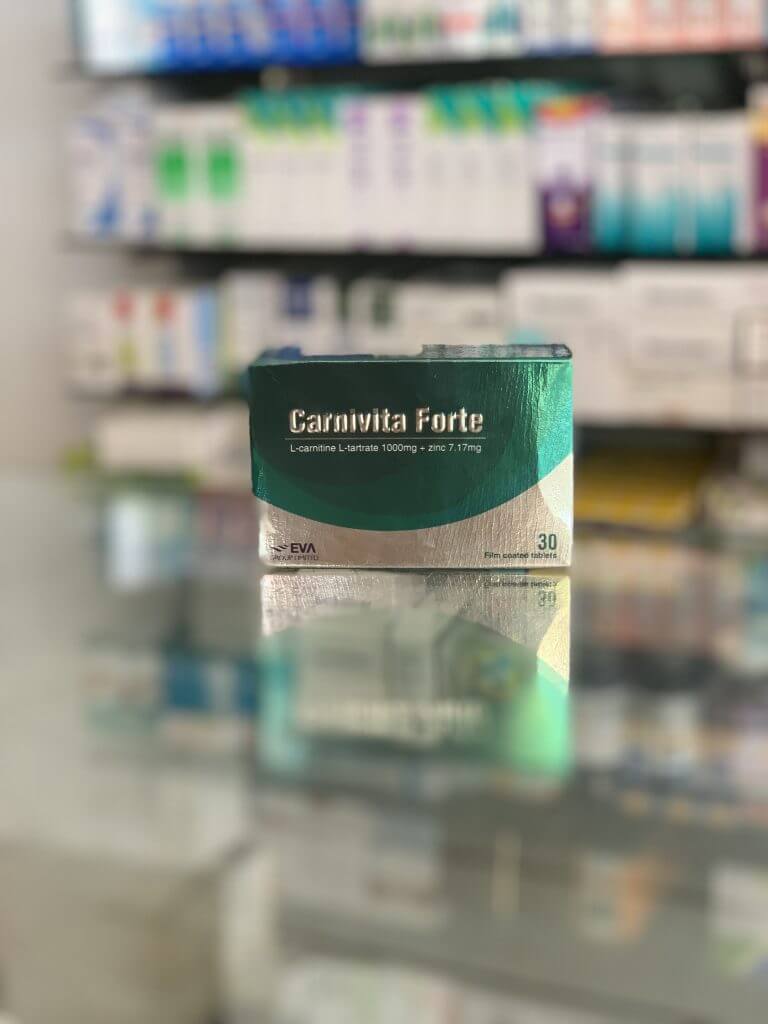 Carnivita Forte
L-carnitine L-tartrate 1000mg + zinc 7.17mg
EVA
30
Film coated tablets